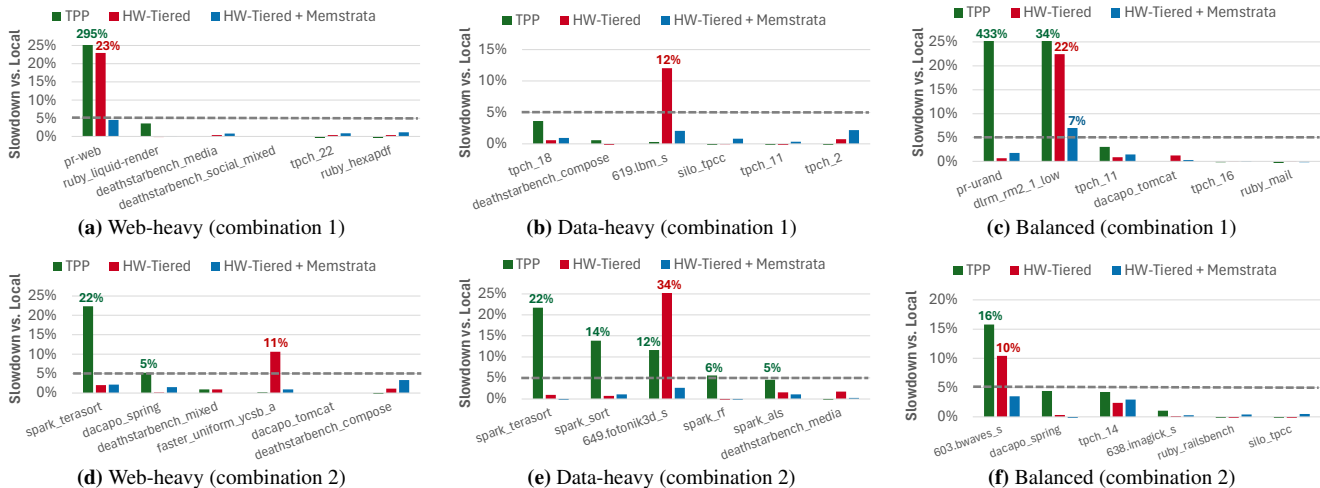 TPP HW-Tiered HW-Tiered + Memstrata
Slowdown vs. Local
25%
20%
15%
10%
5%
0%
295%
23%
pr-web
ruby_liquid-render
deathstarbench_media
deathstarbench_social_mixed
tpch_22
ruby_hexapdf
(a) Web-heavy (combination 1)
TPP HW-Tiered HW-Tiered + Memstrata
Slowdown vs. Local
15%
10%
5%
0%
12%
tpch_18
deathstarbench_compose
619.lbm_s
silo_tpcc
tpch_11
tpch_2
(b) Data-heavy (combination 1)
TPP HW-Tiered HW-Tiered + Memstrata
Slowdown vs. Local
25%
20%
15%
10%
5%
0%
433%
34%
22%
7%
pr-urand
dlrm_rm2_1_low
tpch_11
dacapo_tomcat
tpch_16
ruby_mail
(c) Balanced (combination 1)
TPP HW-Tiered HW-Tiered + Memstrata
Slowdown vs. Local
25%
20%
15%
10%
5%
0%
22%
5%
11%
spark_terasort
dacapo_spring
deathstarbench_mixed
faster_uniform_ycsb_a
dacapo_tomcat
deathstarbench_compose
(d) Web-heavy (combination 2)
TPP HW-Tiered HW-Tiered + Memstrata
Slowdown vs. Local
25%
20%
15%
10%
5%
0%
22%
14%
12%
34%
6%
5%
spark_terasort
spark_sort
649.fotonik3d_s
spark_rf
spark_als
deathstarbench_media
(e) Data-heavy (combination 2)
TPP HW-Tiered HW-Tiered + Memstrata
Slowdown vs. Local
20%
15%
10%
5%
0%
16%
10%
603.bwaves_s
dacapo_spring
tpch_14
638.imagick_s
ruby_railsbench
silo_tpcc
(f) Balanced (combination 2)